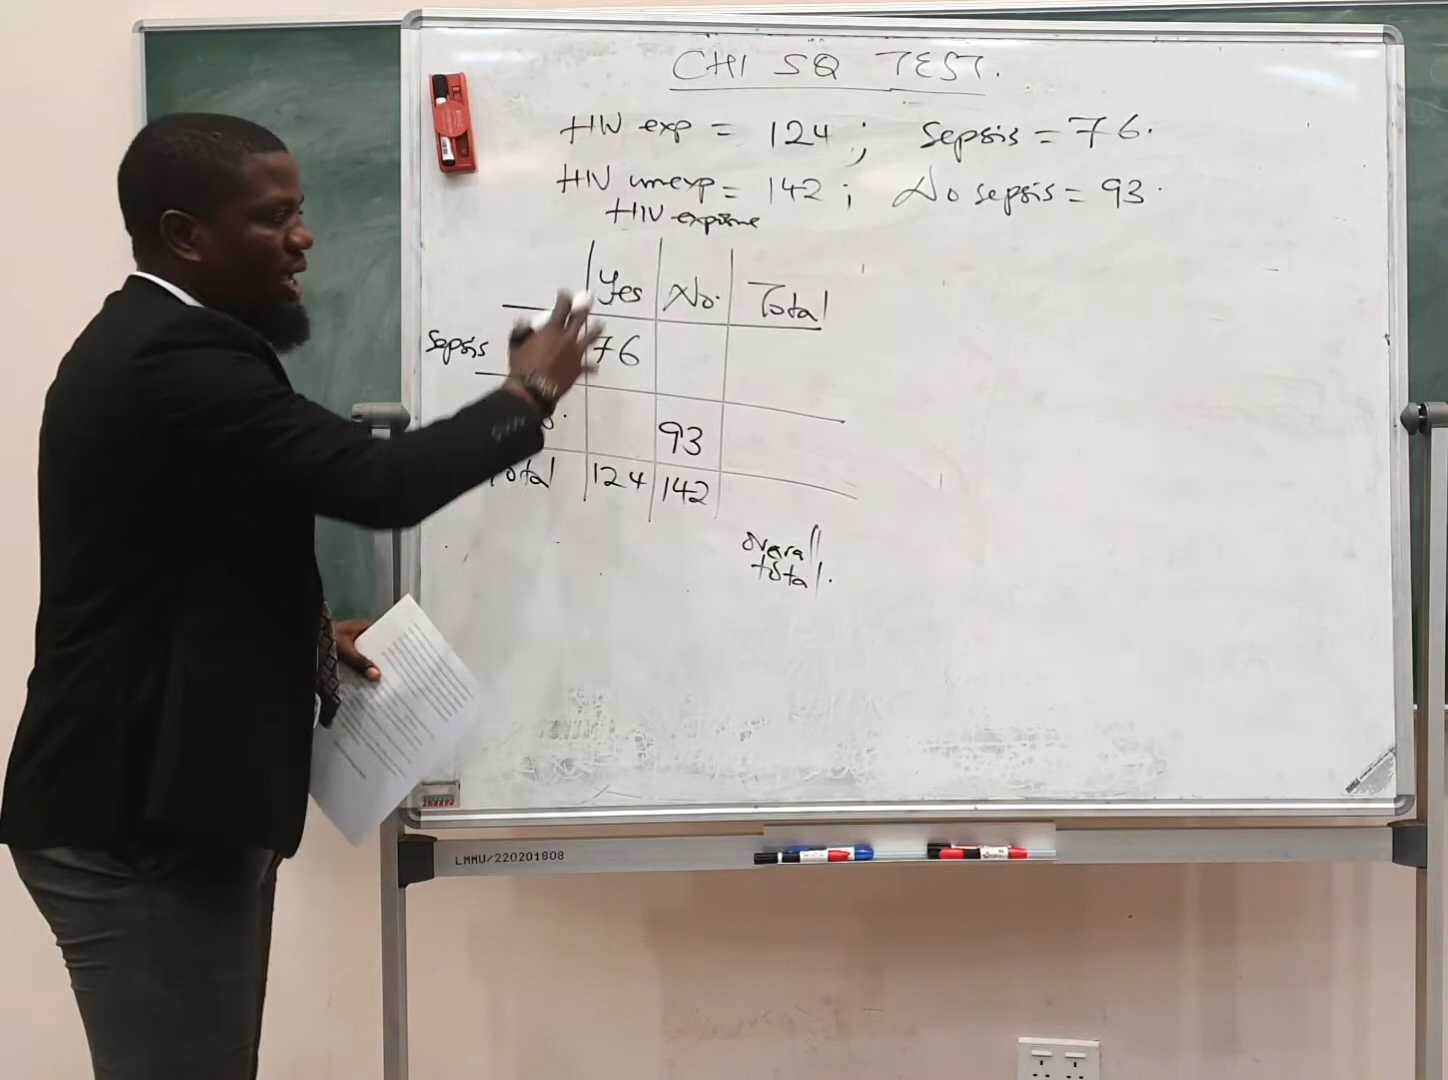 CHI SQ TEST.
HIV exp = 124 ; Sepsis = 76.
HIV unexp = 142 ; No sepsis = 93.
HIV exposure
Yes No. Total
Sepsis 76
93
Total 124 142
overall
total.
LMMU/220201808